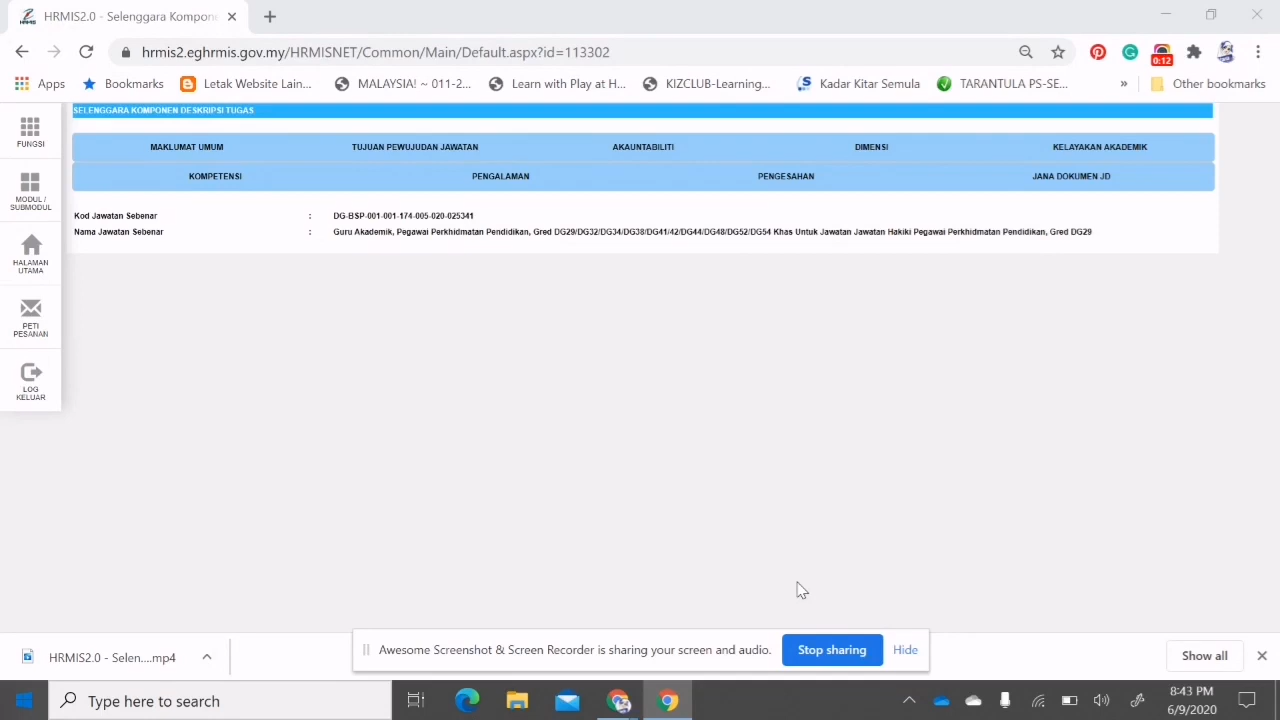 HRMIS2.0 - Selenggara Kompone
hrmis2.eghrmis.gov.my/HRMISNET/Common/Main/Default.aspx?id=113302
0:12
Apps Bookmarks Letak Website Lain... MALAYSIA! ~ 011-2... Learn with Play at H... KIZCLUB-Learning... Kadar Kitar Semula TARANTULA PS-SE... » Other bookmarks
SELENGGARA KOMPONEN DESKRIPSI TUGAS
FUNGSI
MODUL /
SUBMODUL
HALAMAN
UTAMA
PETI
PESANAN
LOG
KELUAR
MAKLUMAT UMUM TUJUAN PEWUJUDAN JAWATAN AKAUNTABILITI DIMENSI KELAYAKAN AKADEMIK
KOMPETENSI PENGALAMAN PENGESAHAN JANA DOKUMEN JD
Kod Jawatan Sebenar : DG-BSP-001-001-174-005-020-025341
Nama Jawatan Sebenar : Guru Akademik, Pegawai Perkhidmatan Pendidikan, Gred DG29/DG32/DG34/DG38/DG41/42/DG44/DG48/DG52/DG54 Khas Untuk Jawatan Jawatan Hakiki Pegawai Perkhidmatan Pendidikan, Gred DG29
HRMIS2.0 - Selen....mp4
Awesome Screenshot & Screen Recorder is sharing your screen and audio. Stop sharing Hide
Show all
Type here to search
8:43 PM
6/9/2020